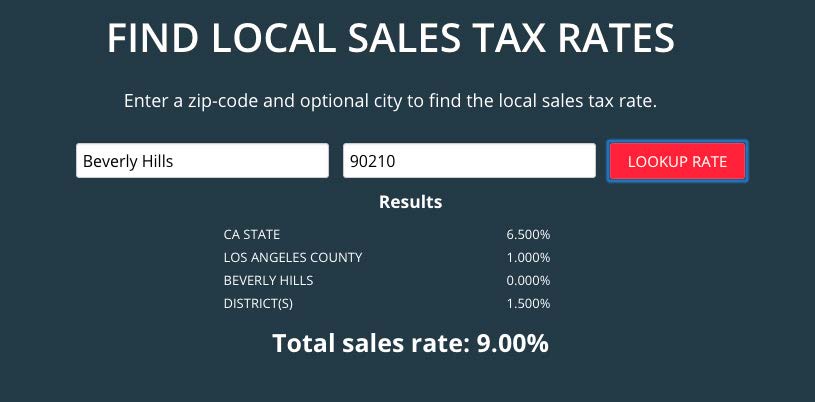 FIND LOCAL SALES TAX RATES
Enter a zip-code and optional city to find the local sales tax rate.
Beverly Hills 90210 LOOKUP RATE
Results
CA STATE 6.500%
LOS ANGELES COUNTY 1.000%
BEVERLY HILLS 0.000%
DISTRICT(S) 1.500%
Total sales rate: 9.00%